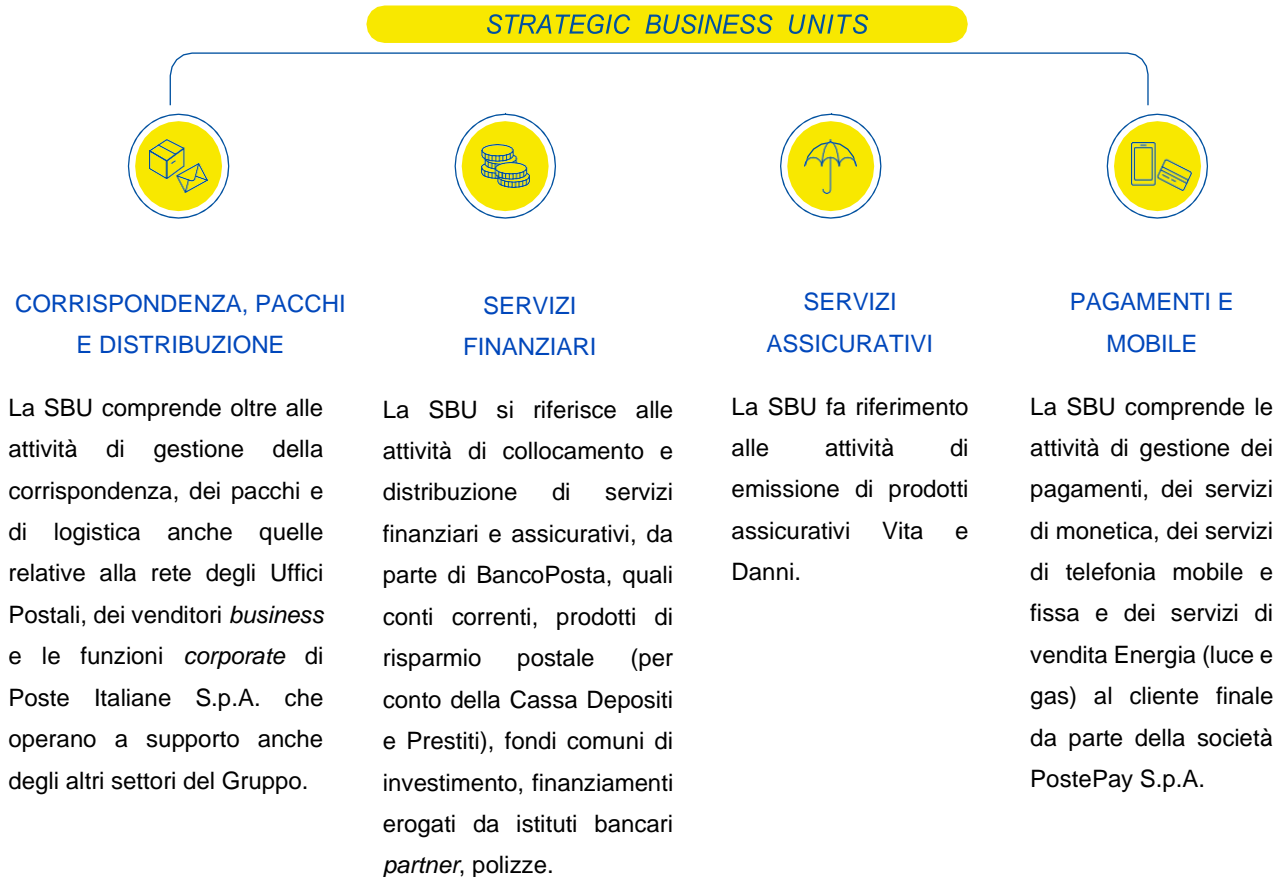 STRATEGIC BUSINESS UNITS
CORRISPONDENZA, PACCHI
E DISTRIBUZIONE
La SBU comprende oltre alle
attività di gestione della
corrispondenza, dei pacchi e
di logistica anche quelle
relative alla rete degli Uffici
Postali, dei venditori business
e le funzioni corporate di
Poste Italiane S.p.A. che
operano a supporto anche
degli altri settori del Gruppo.
SERVIZI
FINANZIARI
La SBU si riferisce alle
attività di collocamento e
distribuzione di servizi
finanziari e assicurativi, da
parte di BancoPosta, quali
conti correnti, prodotti di
risparmio postale (per
conto della Cassa Depositi
e Prestiti), fondi comuni di
investimento, finanziamenti
erogati da istituti bancari
partner, polizze.
SERVIZI
ASSICURATIVI
La SBU fa riferimento
alle attività di
emissione di prodotti
assicurativi Vita e
Danni.
PAGAMENTI E
MOBILE
La SBU comprende le
attività di gestione dei
pagamenti, dei servizi
di monetica, dei servizi
di telefonia mobile e
fissa e dei servizi di
vendita Energia (luce e
gas) al cliente finale
da parte della società
PostePay S.p.A.